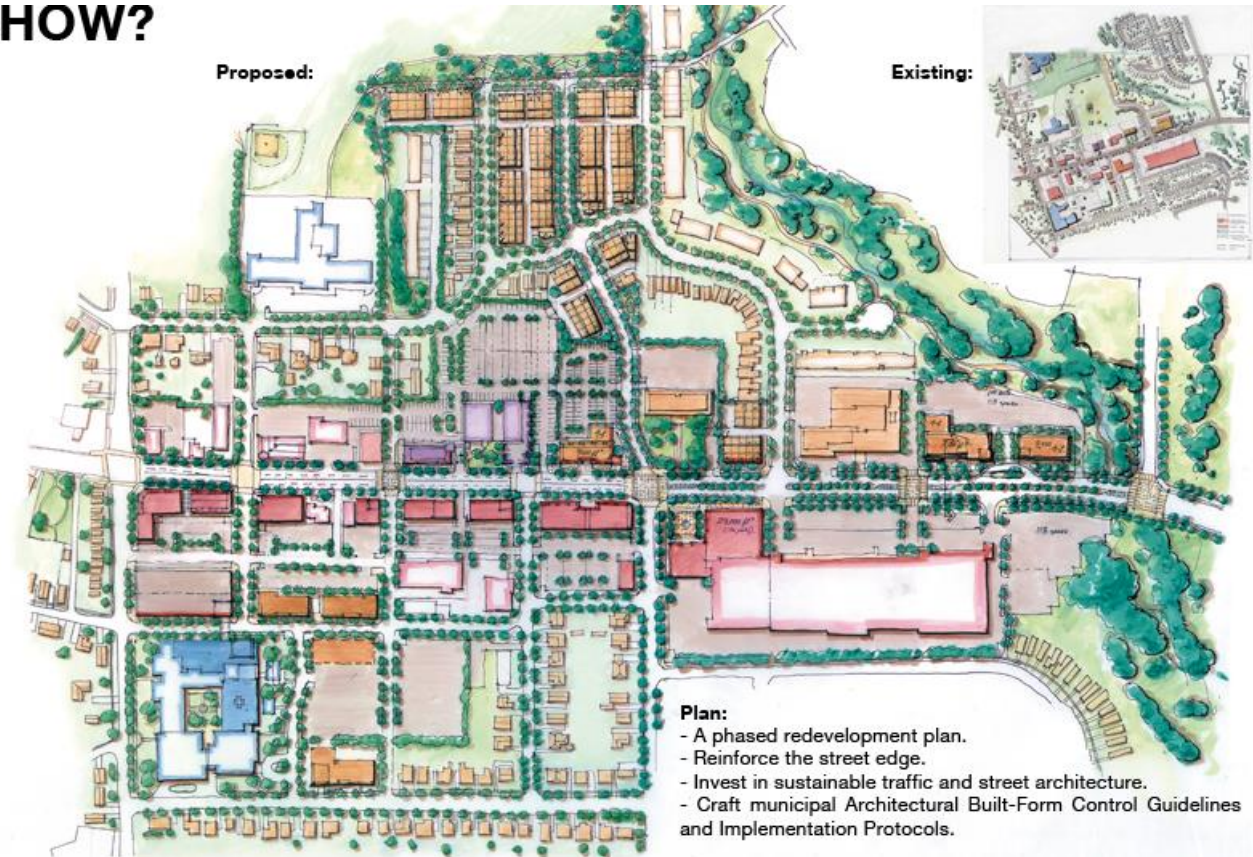 HOW?
Proposed:
Existing:
Plan:
- A phased redevelopment plan.
- Reinforce the street edge.
- Invest in sustainable traffic and street architecture.
- Craft municipal Architectural Built-Form Control Guidelines
and Implementation Protocols.